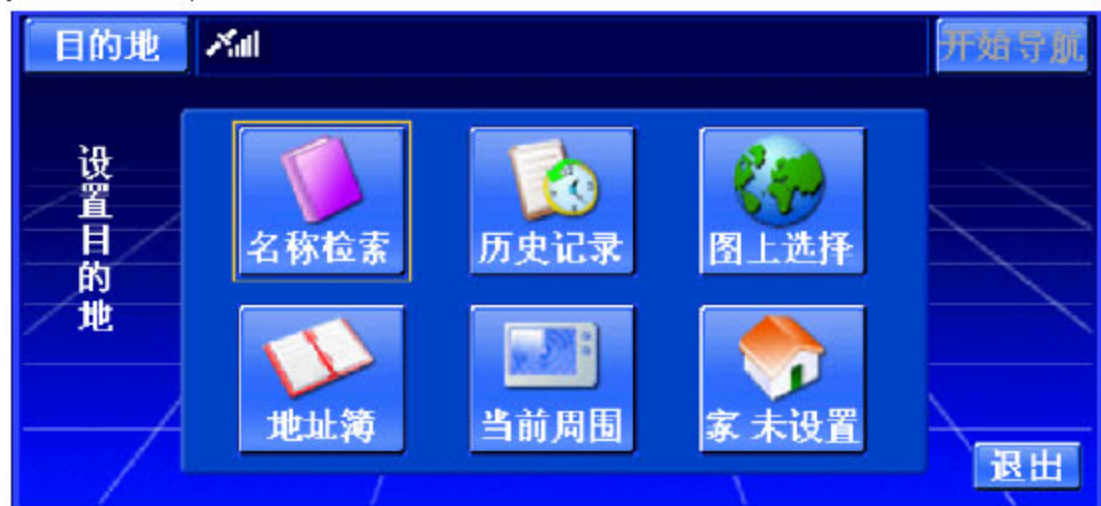 目的地
开始导航
设置目的地
名称检索
历史记录
图上选择
地址簿
当前周围
家 未设置
退出